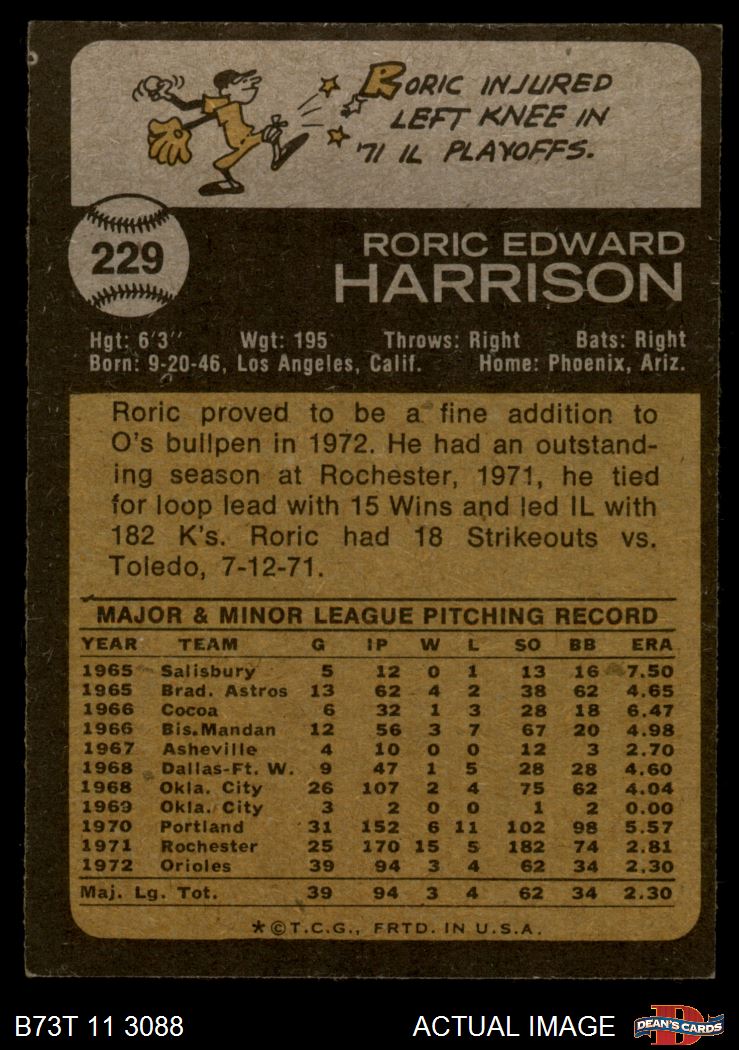 RORIC INJURED
LEFT KNEE IN
'71 IL PLAYOFFS.
229
RORIC EDWARD
HARRISON
Hgt: 6'3" Wgt: 195 Throws: Right Bats: Right
Born: 9-20-46, Los Angeles, Calif. Home: Phoenix, Ariz.
Roric proved to be a fine addition to
O's bullpen in 1972. He had an outstand-
ing season at Rochester, 1971, he tied
for loop lead with 15 Wins and led IL with
182 K's. Roric had 18 Strikeouts vs.
Toledo, 7-12-71.
MAJOR & MINOR LEAGUE PITCHING RECORD
YEAR TEAM G IP W L SO BB ERA
1965 Salisbury 5 12 0 1 13 16 7.50
1965 Brad. Astros 13 62 4 2 38 62 4.65
1966 Cocoa 6 32 1 3 28 18 6.47
1966 Bis.Mandan 12 56 3 7 67 20 4.98
1967 Asheville 4 10 0 0 12 3 2.70
1968 Dallas-Ft. W. 9 47 1 5 28 28 4.60
1968 Okla. City 26 107 2 4 75 62 4.04
1969 Okla. City 3 2 0 0 1 2 0.00
1970 Portland 31 152 6 11 102 98 5.57
1971 Rochester 25 170 15 5 182 74 2.81
1972 Orioles 39 94 3 4 62 34 2.30
Maj. Lg. Tot. 39 94 3 4 62 34 2.30
*©T.C.G., PRTD. IN U.S.A.
B73T 11 3088 ACTUAL IMAGE D DEAN'S CARDS